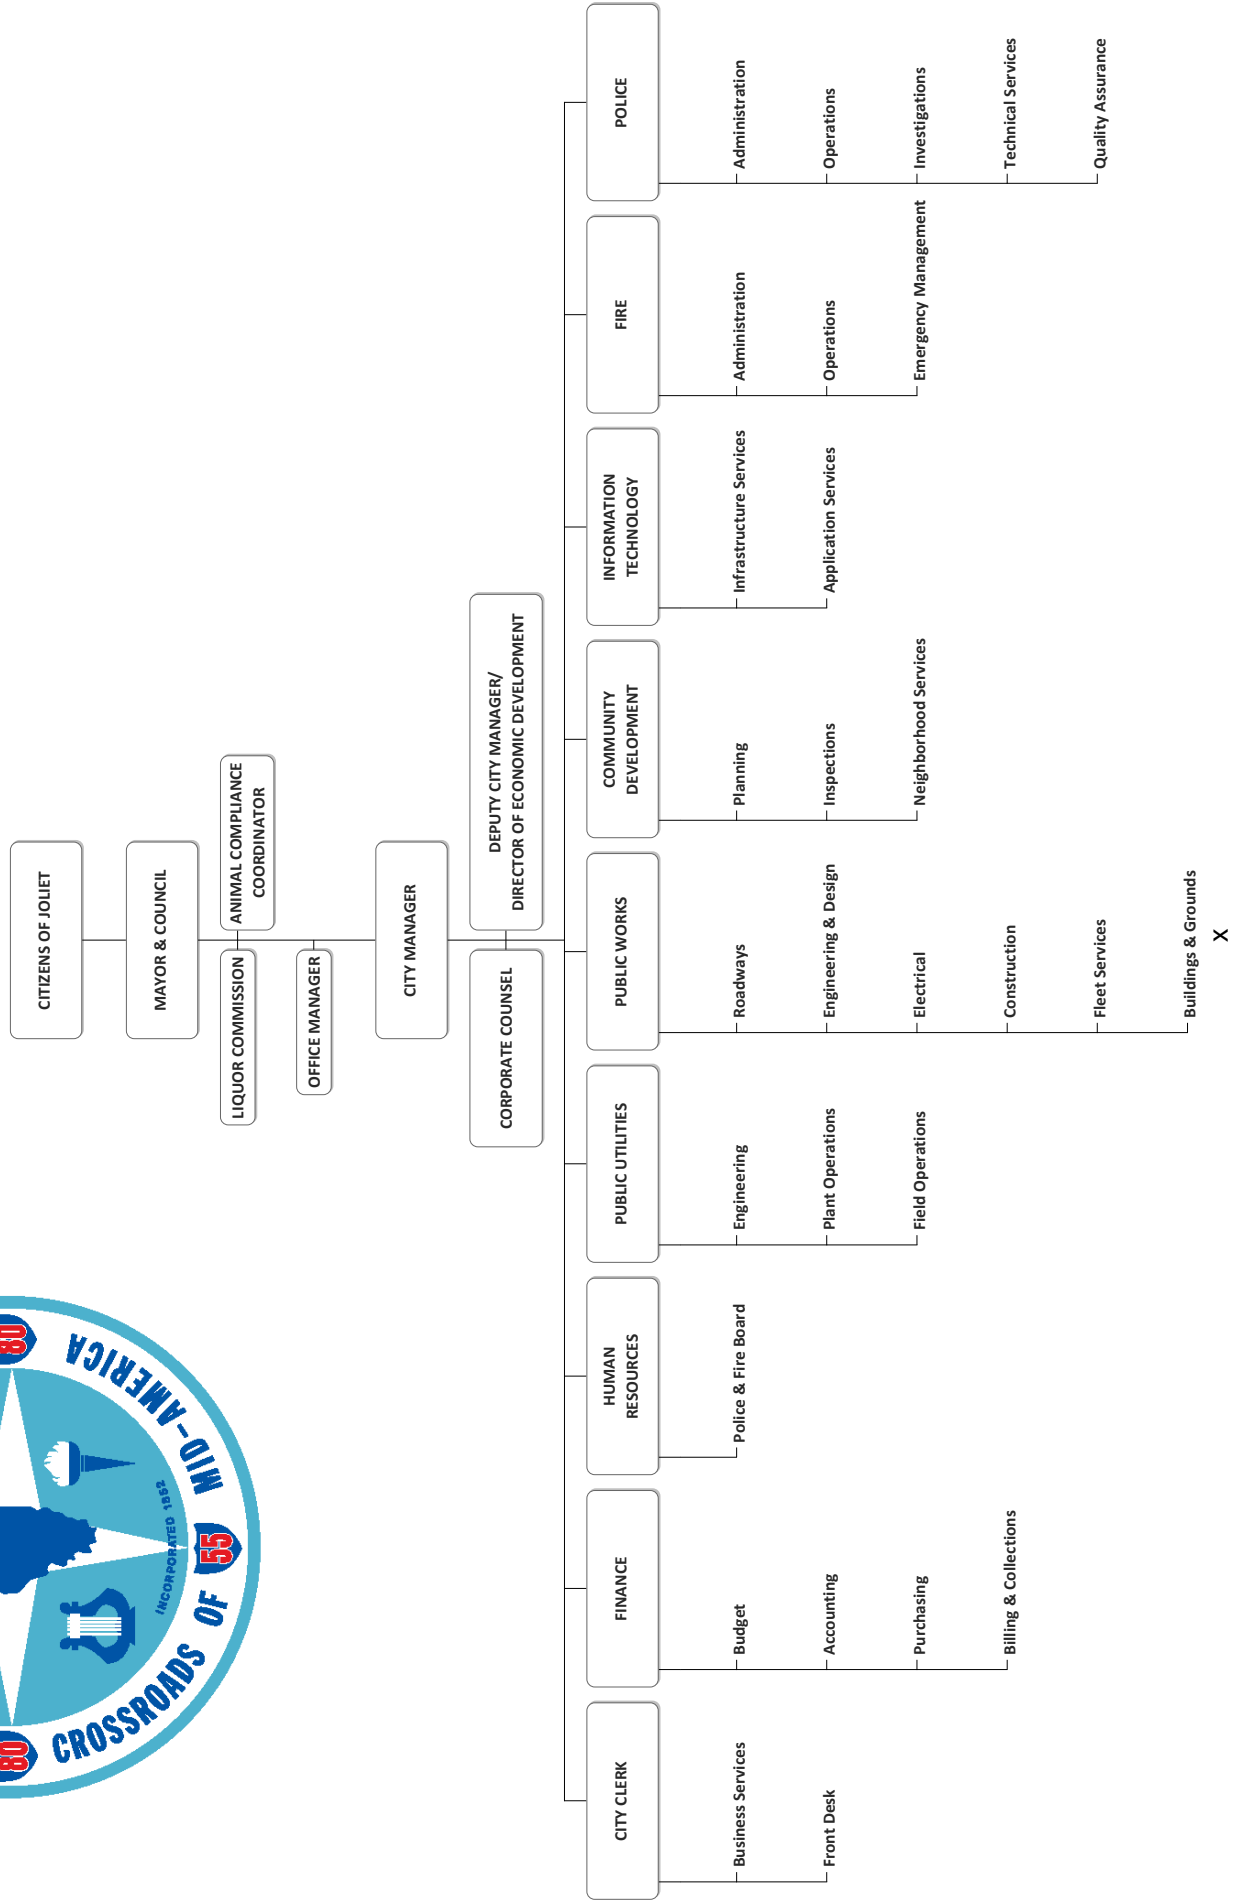 80
80
CROSSROADS OF
55
MID-AMERICA
INCORPORATED 1852
CITIZENS OF JOLIET
MAYOR & COUNCIL
LIQUOR COMMISSION
ANIMAL COMPLIANCE
COORDINATOR
OFFICE MANAGER
CITY MANAGER
CORPORATE COUNSEL
DEPUTY CITY MANAGER/
DIRECTOR OF ECONOMIC DEVELOPMENT
CITY CLERK
Business Services
Front Desk
FINANCE
Budget
Accounting
Purchasing
Billing & Collections
HUMAN
RESOURCES
Police & Fire Board
PUBLIC UTILITIES
Engineering
Plant Operations
Field Operations
PUBLIC WORKS
Roadways
Engineering & Design
Electrical
Construction
Fleet Services
Buildings & Grounds
COMMUNITY
DEVELOPMENT
Planning
Inspections
Neighborhood Services
INFORMATION
TECHNOLOGY
Infrastructure Services
Application Services
FIRE
Administration
Operations
Emergency Management
POLICE
Administration
Operations
Investigations
Technical Services
Quality Assurance
X